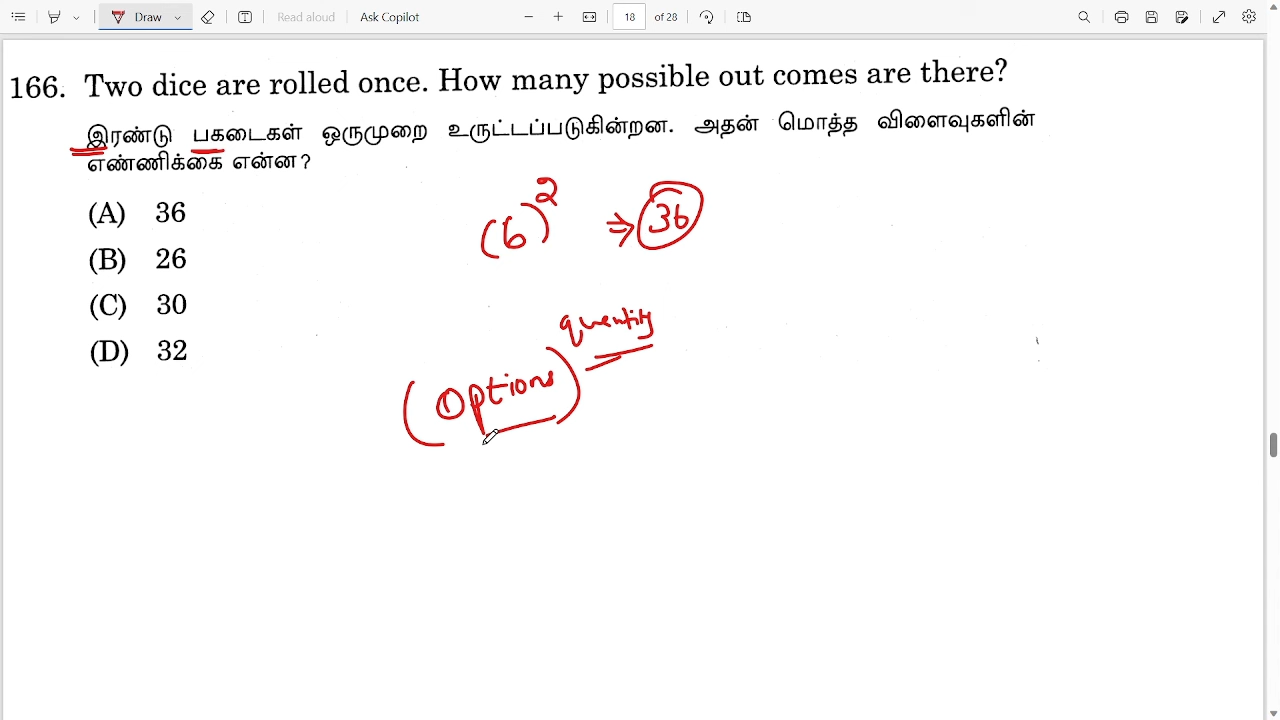 Draw
Read aloud
Ask Copilot
18 of 28
166. Two dice are rolled once. How many possible out comes are there?
இரண்டு பகடைகள் ஒருமுறை உருட்டப்படுகின்றன. அதன் மொத்த விளைவுகளின்
எண்ணிக்கை என்ன?
(A) 36
(B) 26
(C) 30
(D) 32
(6)² ⇒ 36
(Options) quentity